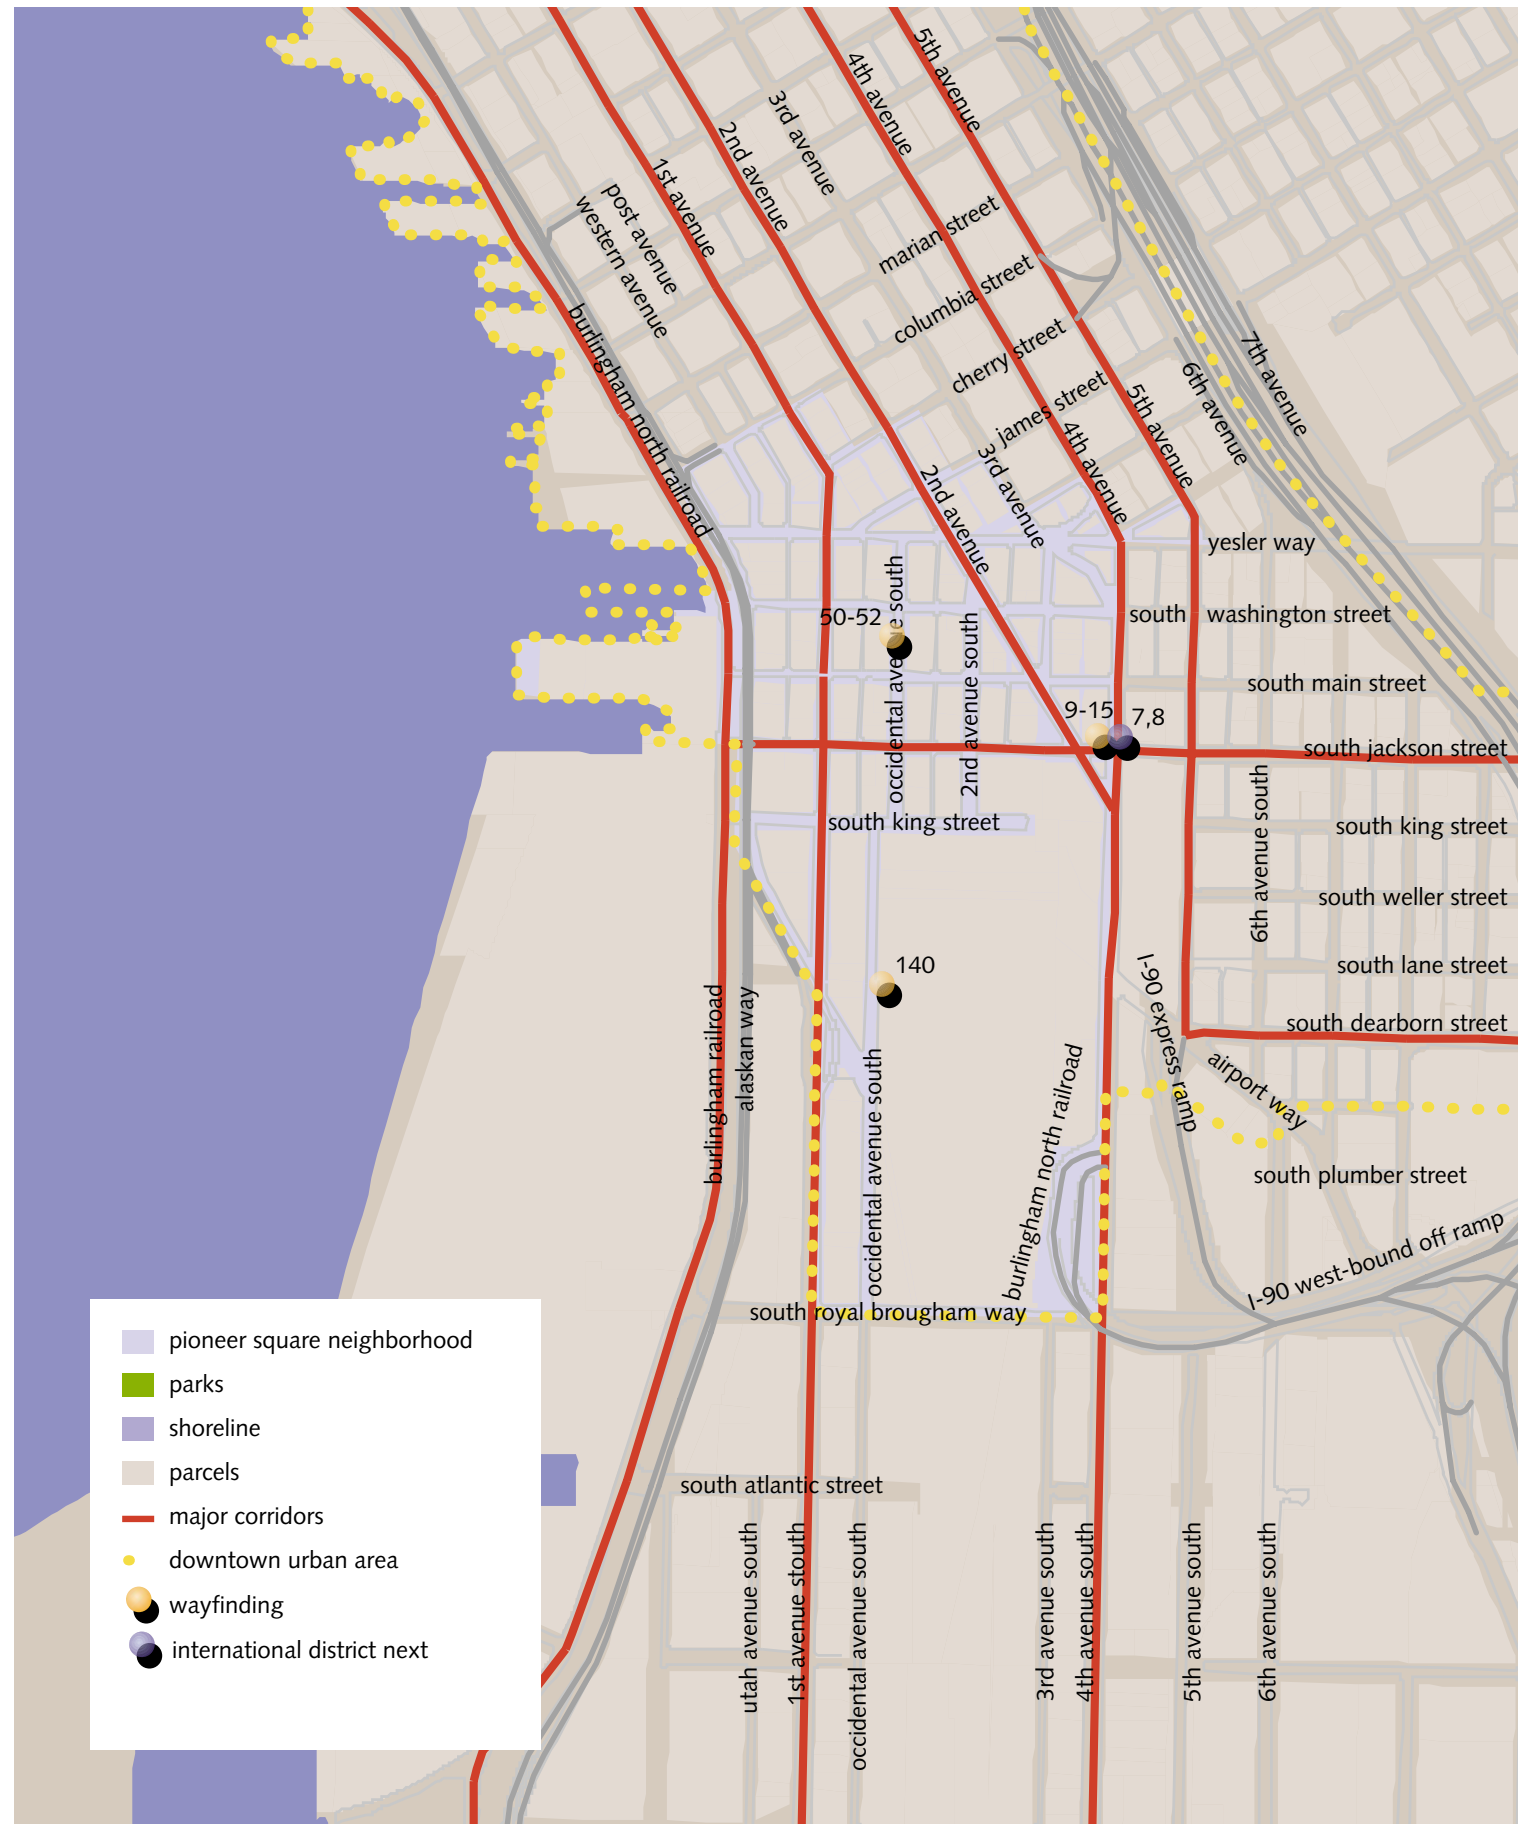 5th avenue
4th avenue
3rd avenue
2nd avenue
1st avenue
post avenue
western avenue
marian street
columbia street
cherry street
james street
burlingham north railroad
7th avenue
6th avenue
5th avenue
4th avenue
3rd avenue
2nd avenue
yesler way
south washington street
50-52
occidental avenue south
2nd avenue south
south main street
9-15
7,8
south jackson street
south king street
south king street
6th avenue south
south weller street
140
south lane street
I-90 express ramp
south dearborn street
burlingham railroad
alaskan way
occidental avenue south
burlingham north railroad
airport way
south plumber street
I-90 west-bound off ramp
south royal brougham way
pioneer square neighborhood
parks
shoreline
parcels
major corridors
downtown urban area
wayfinding
international district next
south atlantic street
utah avenue south
1st avenue stouth
occidental avenue south
3rd avenue south
4th avenue south
5th avenue south
6th avenue south